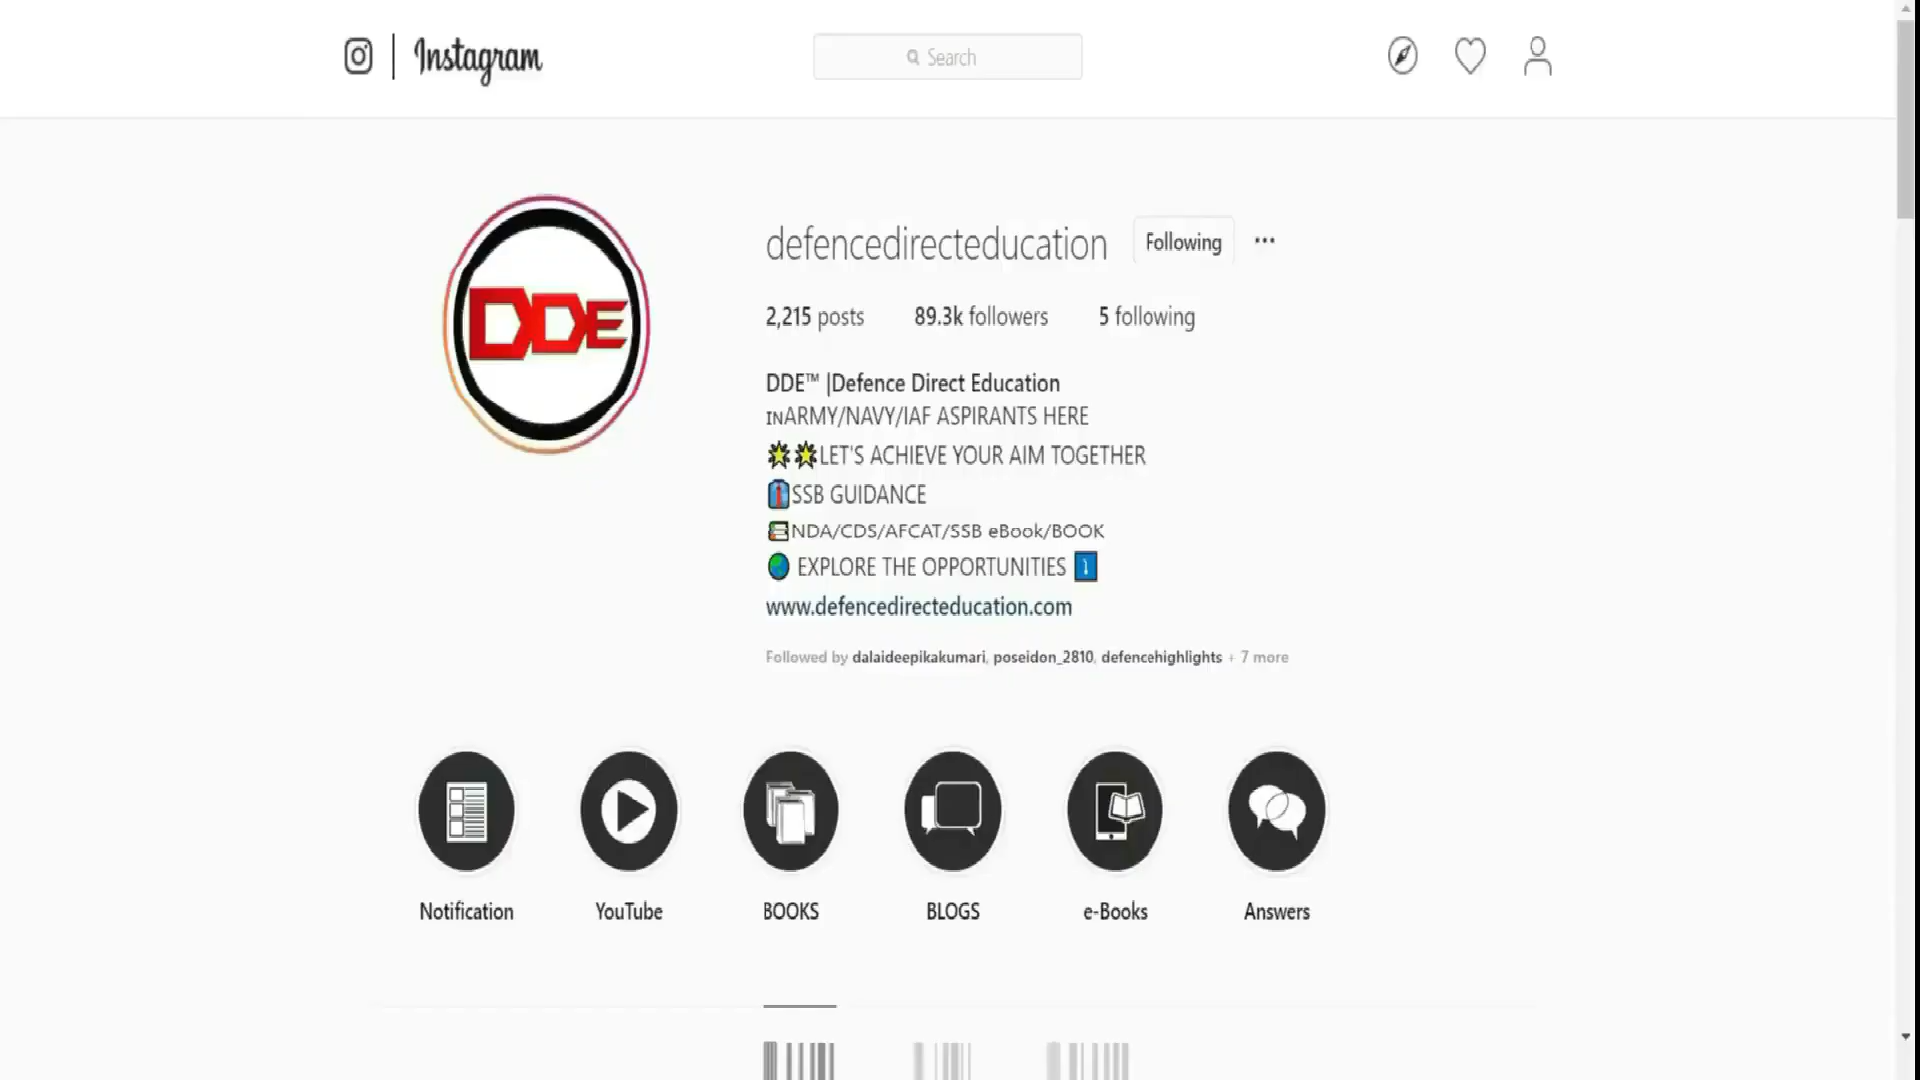 Instagram
Search
defencedirecteducation Following
2,215 posts 89.3k followers 5 following
DDE
DDE™ |Defence Direct Education
INARMY/NAVY/IAF ASPIRANTS HERE
🌟🌟LET'S ACHIEVE YOUR AIM TOGETHER
SSB GUIDANCE
NDA/CDS/AFCAT/SSB eBook/BOOK
EXPLORE THE OPPORTUNITIES
www.defencedirecteducation.com
Followed by dalaideepikakumari, poseidon_2810, defencehighlights + 7 more
Notification YouTube BOOKS BLOGS e-Books Answers